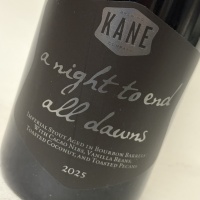 KANE
a night to end
all dawns
Imperial Stout Aged in Bourbon Barrels
With Cacao Nibs, Vanilla Beans
Toasted Coconut, and Toasted Pecans
2025